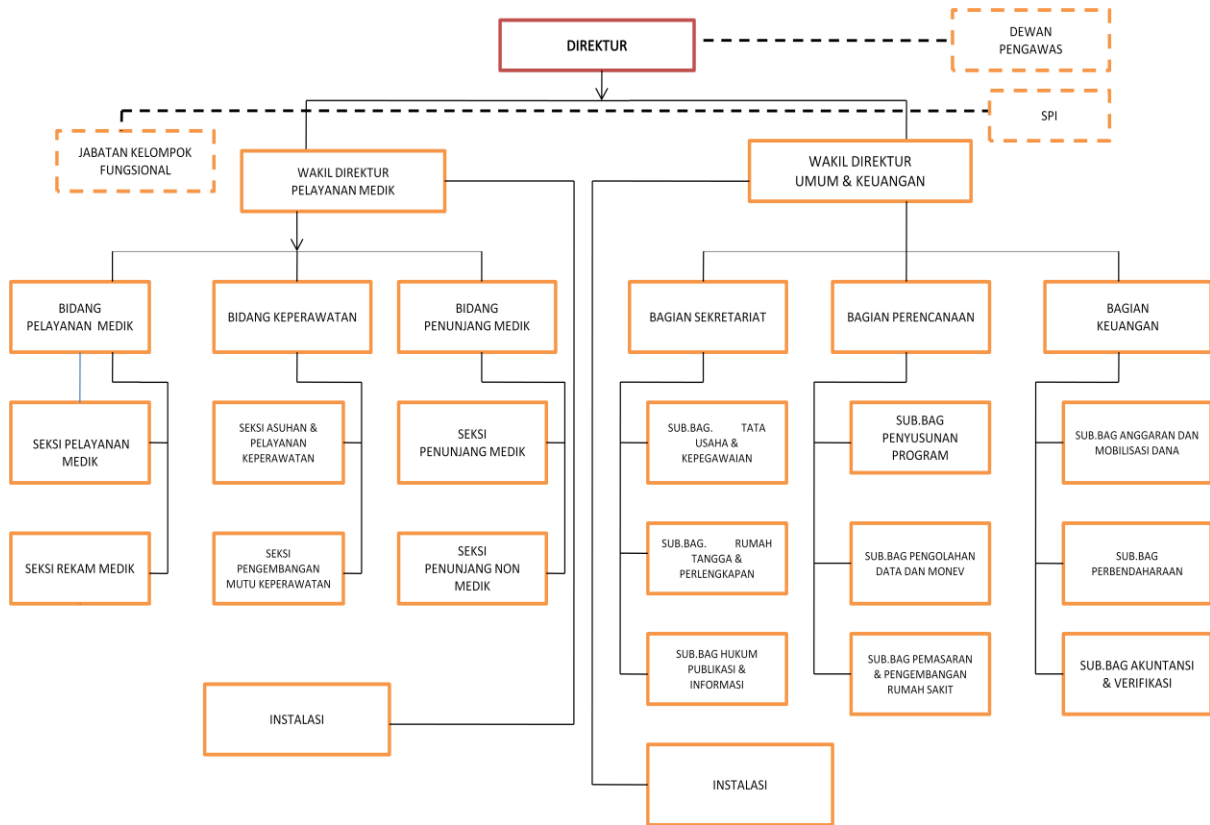 DIREKTUR
DEWAN
PENGAWAS
SPI
JABATAN KELOMPOK
FUNGSIONAL
WAKIL DIREKTUR
PELAYANAN MEDIK
WAKIL DIREKTUR
UMUM & KEUANGAN
BIDANG
PELAYANAN MEDIK
BIDANG KEPERAWATAN
BIDANG
PENUNJANG MEDIK
BAGIAN SEKRETARIAT
BAGIAN PERENCANAAN
BAGIAN
KEUANGAN
SEKSI PELAYANAN
MEDIK
SEKSI ASUHAN &
PELAYANAN
KEPERAWATAN
SEKSI
PENUNJANG MEDIK
SUB.BAG. TATA
USAHA &
KEPEGAWAIAN
SUB.BAG
PENYUSUNAN
PROGRAM
SUB.BAG ANGGARAN DAN
MOBILISASI DANA
SEKSI REKAM MEDIK
SEKSI
PENGEMBANGAN
MUTU KEPERAWATAN
SEKSI
PENUNJANG NON
MEDIK
SUB.BAG. RUMAH
TANGGA &
PERLENGKAPAN
SUB.BAG PENGOLAHAN
DATA DAN MONEV
SUB.BAG
PERBENDAHARAAN
SUB.BAG HUKUM
PUBLIKASI &
INFORMASI
SUB.BAG PEMASARAN
& PENGEMBANGAN
RUMAH SAKIT
SUB.BAG AKUNTANSI
& VERIFIKASI
INSTALASI
INSTALASI